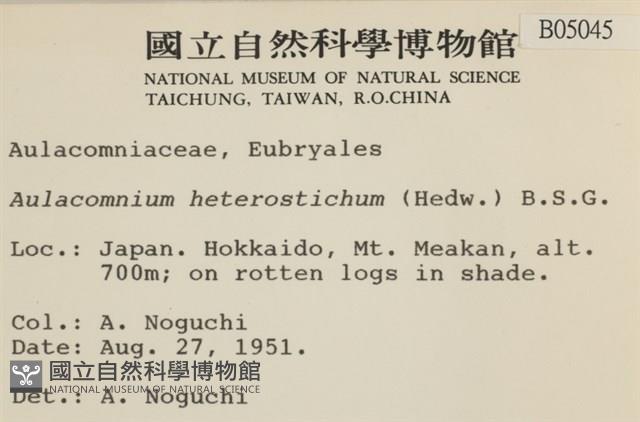 B05045
國立自然科學博物館
NATIONAL MUSEUM OF NATURAL SCIENCE
TAICHUNG, TAIWAN, R.O.CHINA
Aulacomniaceae, Eubryales
Aulacomnium heterostichum (Hedw.) B.S.G.
Loc.: Japan. Hokkaido, Mt. Meakan, alt.
700m; on rotten logs in shade.
Col.: A. Noguchi
Date: Aug. 27, 1951.
國立自然科學博物館
NATIONAL MUSEUM OF NATURAL SCIENCE
Det.: A. Noguchi